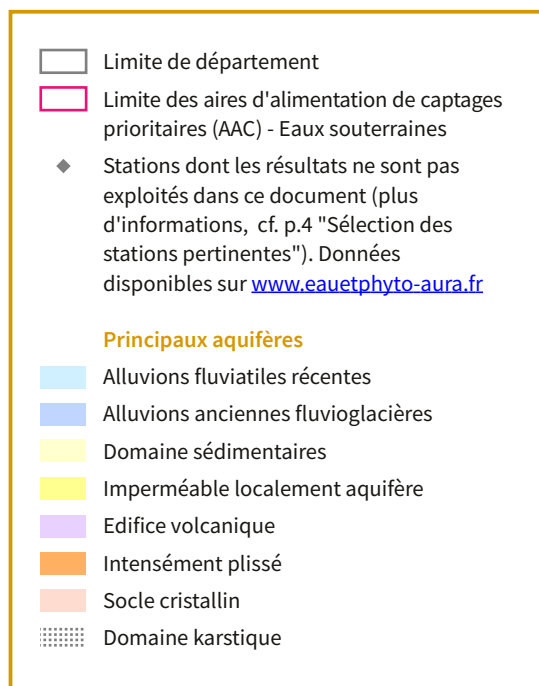 Limite de département
Limite des aires d'alimentation de captages
prioritaires (AAC) - Eaux souterraines
Stations dont les résultats ne sont pas
exploités dans ce document (plus
d'informations, cf. p.4 "Sélection des
stations pertinentes"). Données
disponibles sur www.eauetphyto-aura.fr
Principaux aquifères
Alluvions fluviatiles récentes
Alluvions anciennes fluvioglacières
Domaine sédimentaires
Imperméable localement aquifère
Edifice volcanique
Intensément plissé
Socle cristallin
Domaine karstique